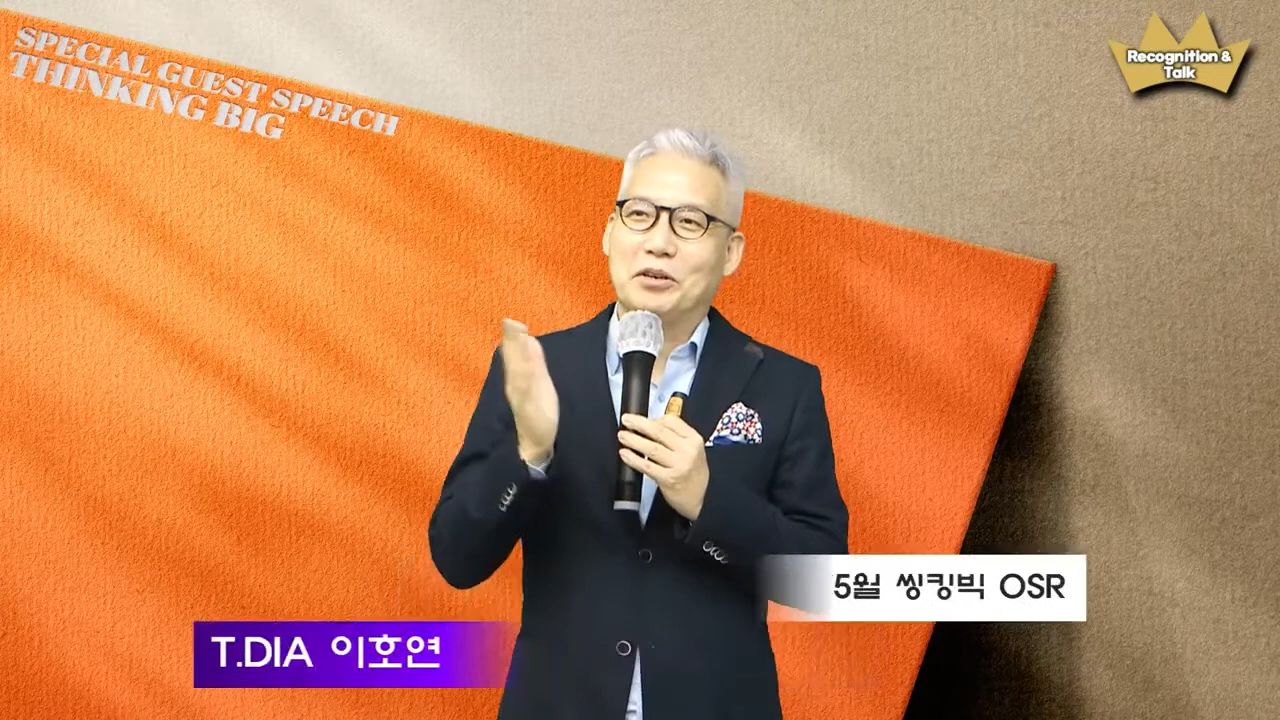 SPECIAL GUEST SPEECH
THINKING BIG
Recognition &
Talk
5월 씽킹빅 OSR
T.DIA 이호연